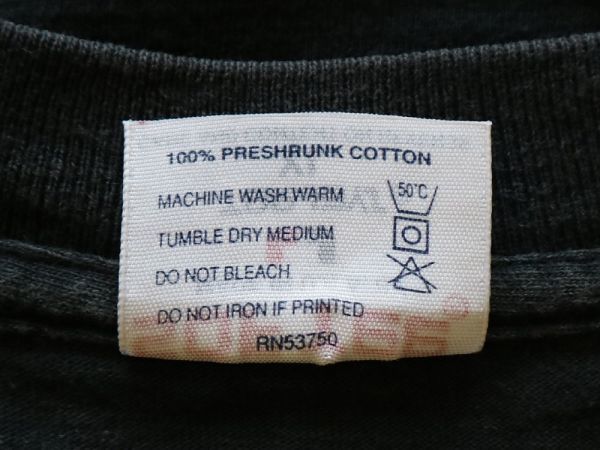 100% PRESHRUNK COTTON
MACHINE WASH WARM 50°C
TUMBLE DRY MEDIUM
DO NOT BLEACH
DO NOT IRON IF PRINTED
RN53750